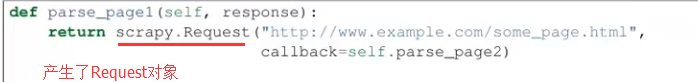 def parse_page1(self, response):
    return scrapy.Request("http://www.example.com/some_page.html",
                          callback=self.parse_page2)
产生了Request对象